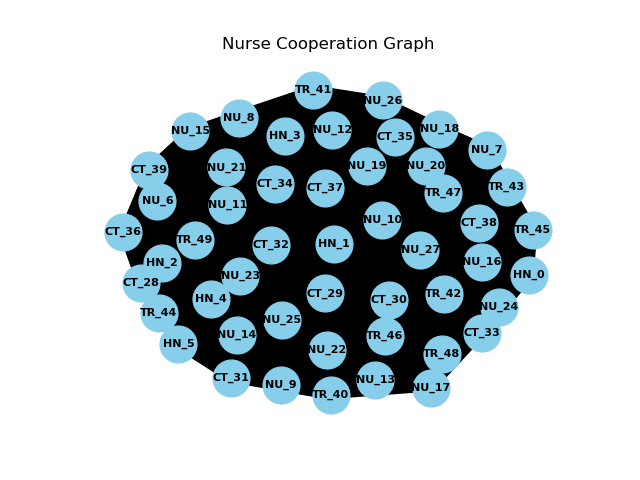 Nurse Cooperation Graph
TR_41
NU_26
NU_8
NU_15
HN_3
NU_12
CT_35
NU_18
NU_7
CT_39
NU_21
NU_19
NU_20
CT_34
CT_37
TR_47
TR_43
NU_6
NU_11
NU_10
CT_38
CT_36
TR_45
TR_49
CT_32
HN_1
NU_27
HN_2
NU_16
CT_28
NU_23
HN_0
HN_4
CT_29
CT_30
TR_42
NU_24
TR_44
NU_25
NU_14
TR_46
CT_33
HN_5
NU_22
TR_48
CT_31
NU_9
NU_13
NU_17
TR_40